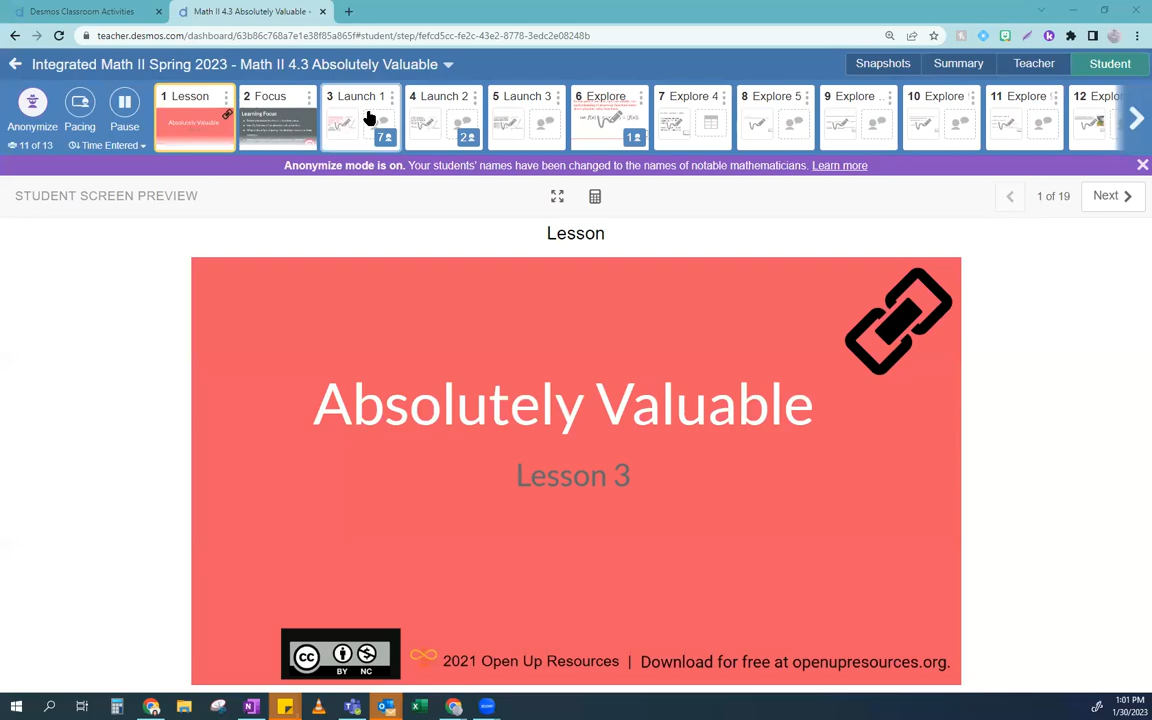 Desmos Classroom Activities
Math II 4.3 Absolutely Valuable -
teacher.desmos.com/dashboard/63b86c768a7e1e38f85a865f#student/step/fefcd5cc-fe2c-43e2-8778-3edc2e08248b
Integrated Math II Spring 2023 - Math II 4.3 Absolutely Valuable
Snapshots
Summary
Teacher
Student
Anonymize
Pacing
Pause
11 of 13
Time Entered
1 Lesson
2 Focus
3 Launch 1
4 Launch 2
5 Launch 3
6 Explore
7 Explore 4
8 Explore 5
9 Explore ..
10 Explore
11 Explore
12 Explo
Absolutely Valuable
Learning Focus
7
2
1
Anonymize mode is on. Your students' names have been changed to the names of notable mathematicians. Learn more
STUDENT SCREEN PREVIEW
1 of 19
Next
Lesson
Absolutely Valuable
Lesson 3
CC
BY NC
2021 Open Up Resources | Download for free at openupresources.org.
zoom
1:01 PM
1/30/2023